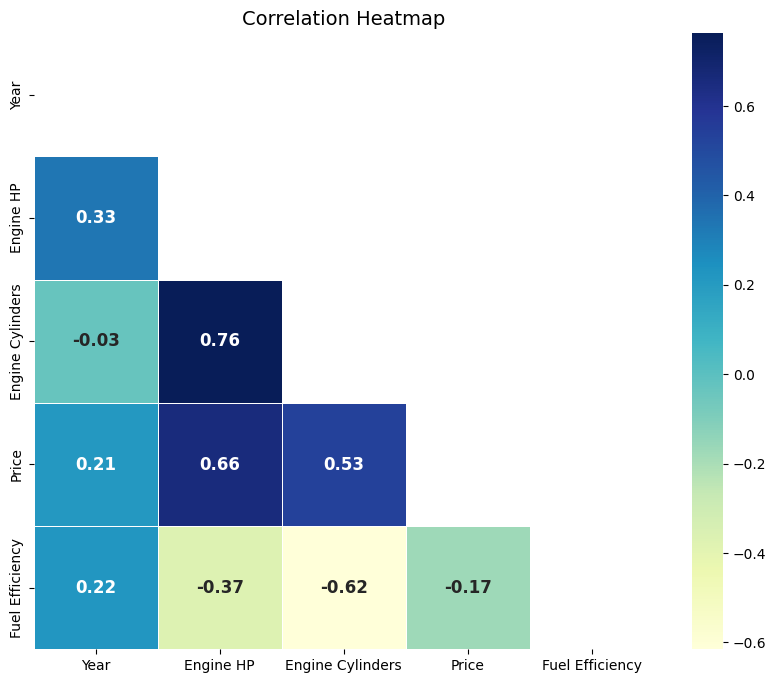 Correlation Heatmap
Year
Engine HP
0.33
Engine Cylinders
-0.03 0.76
Price
0.21 0.66 0.53
Fuel Efficiency
0.22 -0.37 -0.62 -0.17
Year Engine HP Engine Cylinders Price Fuel Efficiency
0.6
0.4
0.2
0.0
−0.2
−0.4
−0.6